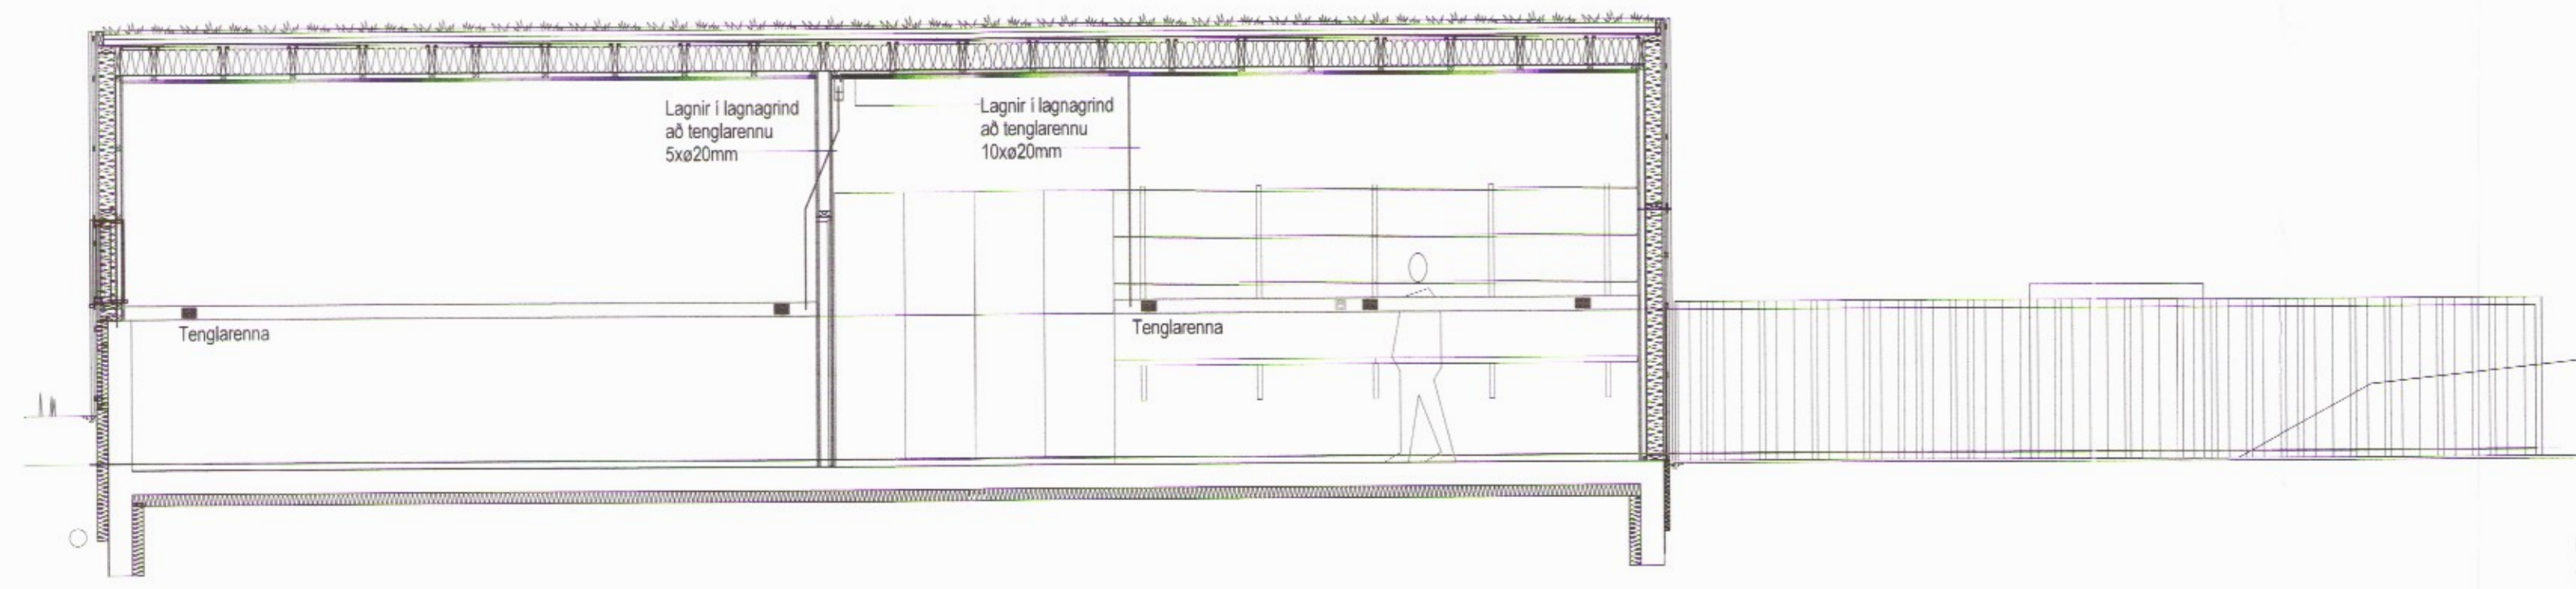 Lagnir í lagnagrind
að tenglarennu
5xø20mm
Lagnir í lagnagrind
að tenglarennu
10xø20mm
Tenglarenna
Tenglarenna